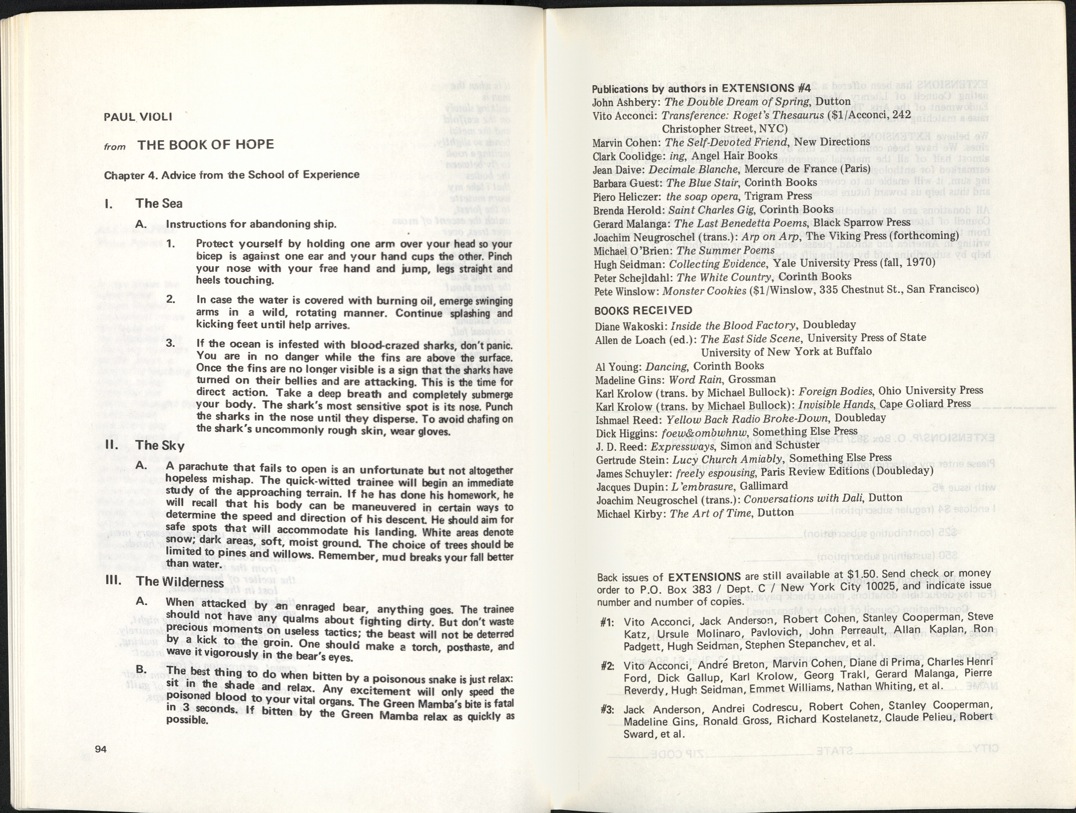 PAUL VIOLI
from THE BOOK OF HOPE
Chapter 4. Advice from the School of Experience
I. The Sea
A. Instructions for abandoning ship.
1. Protect yourself by holding one arm over your head so your
bicep is against one ear and your hand cups the other. Pinch
your nose with your free hand and jump, legs straight and
heels touching.
2. In case the water is covered with burning oil, emerge swinging
arms in a wild, rotating manner. Continue splashing and
kicking feet until help arrives.
3. If the ocean is infested with blood-crazed sharks, don't panic.
You are in no danger while the fins are above the surface.
Once the fins are no longer visible is a sign that the sharks have
turned on their bellies and are attacking. This is the time for
direct action. Take a deep breath and completely submerge
your body. The shark's most sensitive spot is its nose. Punch
the sharks in the nose until they disperse. To avoid chafing on
the shark's uncommonly rough skin, wear gloves.
II. The Sky
A. A parachute that fails to open is an unfortunate but not altogether
hopeless mishap. The quick-witted trainee will begin an immediate
study of the approaching terrain. If he has done his homework, he
will recall that his body can be maneuvered in certain ways to
determine the speed and direction of his descent. He should aim for
safe spots that will accommodate his landing. White areas denote
snow; dark areas, soft, moist ground. The choice of trees should be
limited to pines and willows. Remember, mud breaks your fall better
than water.
III. The Wilderness
A. When attacked by an enraged bear, anything goes. The trainee
should not have any qualms about fighting dirty. But don't waste
precious moments on useless tactics; the beast will not be deterred
by a kick to the groin. One should make a torch, posthaste, and
wave it vigorously in the bear's eyes.
B. The best thing to do when bitten by a poisonous snake is just relax:
sit in the shade and relax. Any excitement will only speed the
poisoned blood to your vital organs. The Green Mamba's bite is fatal
in 3 seconds. If bitten by the Green Mamba relax as quickly as
possible.
94
Publications by authors in EXTENSIONS #4
John Ashbery: The Double Dream of Spring, Dutton
Vito Acconci: Transference: Roget's Thesaurus ($1/Acconci, 242
Christopher Street, NYC)
Marvin Cohen: The Self-Devoted Friend, New Directions
Clark Coolidge: ing, Angel Hair Books
Jean Daive: Decimale Blanche, Mercure de France (Paris)
Barbara Guest: The Blue Stair, Corinth Books
Piero Heliczer: the soap opera, Trigram Press
Brenda Herold: Saint Charles Gig, Corinth Books
Gerard Malanga: The Last Benedetta Poems, Black Sparrow Press
Joachim Neugroschel (trans.): Arp on Arp, The Viking Press (forthcoming)
Michael O'Brien: The Summer Poems
Hugh Seidman: Collecting Evidence, Yale University Press (fall, 1970)
Peter Schejldahl: The White Country, Corinth Books
Pete Winslow: Monster Cookies ($1/Winslow, 335 Chestnut St., San Francisco)
BOOKS RECEIVED
Diane Wakoski: Inside the Blood Factory, Doubleday
Allen de Loach (ed.): The East Side Scene, University Press of State
University of New York at Buffalo
Al Young: Dancing, Corinth Books
Madeline Gins: Word Rain, Grossman
Karl Krolow (trans. by Michael Bullock): Foreign Bodies, Ohio University Press
Karl Krolow (trans. by Michael Bullock): Invisible Hands, Cape Goliard Press
Ishmael Reed: Yellow Back Radio Broke-Down, Doubleday
Dick Higgins: foew&ombwhnw, Something Else Press
J. D. Reed: Expressways, Simon and Schuster
Gertrude Stein: Lucy Church Amiably, Something Else Press
James Schuyler: freely espousing, Paris Review Editions (Doubleday)
Jacques Dupin: L'embrasure, Gallimard
Joachim Neugroschel (trans.): Conversations with Dali, Dutton
Michael Kirby: The Art of Time, Dutton
Back issues of EXTENSIONS are still available at $1.50. Send check or money
order to P.O. Box 383 / Dept. C / New York City 10025, and indicate issue
number and number of copies.
#1: Vito Acconci, Jack Anderson, Robert Cohen, Stanley Cooperman, Steve
Katz, Ursule Molinaro, Pavlovich, John Perreault, Allan Kaplan, Ron
Padgett, Hugh Seidman, Stephen Stepanchev, et al.
#2: Vito Acconci, André Breton, Marvin Cohen, Diane di Prima, Charles Henri
Ford, Dick Gallup, Karl Krolow, Georg Trakl, Gerard Malanga, Pierre
Reverdy, Hugh Seidman, Emmet Williams, Nathan Whiting, et al.
#3: Jack Anderson, Andrei Codrescu, Robert Cohen, Stanley Cooperman,
Madeline Gins, Ronald Gross, Richard Kostelanetz, Claude Pelieu, Robert
Sward, et al.